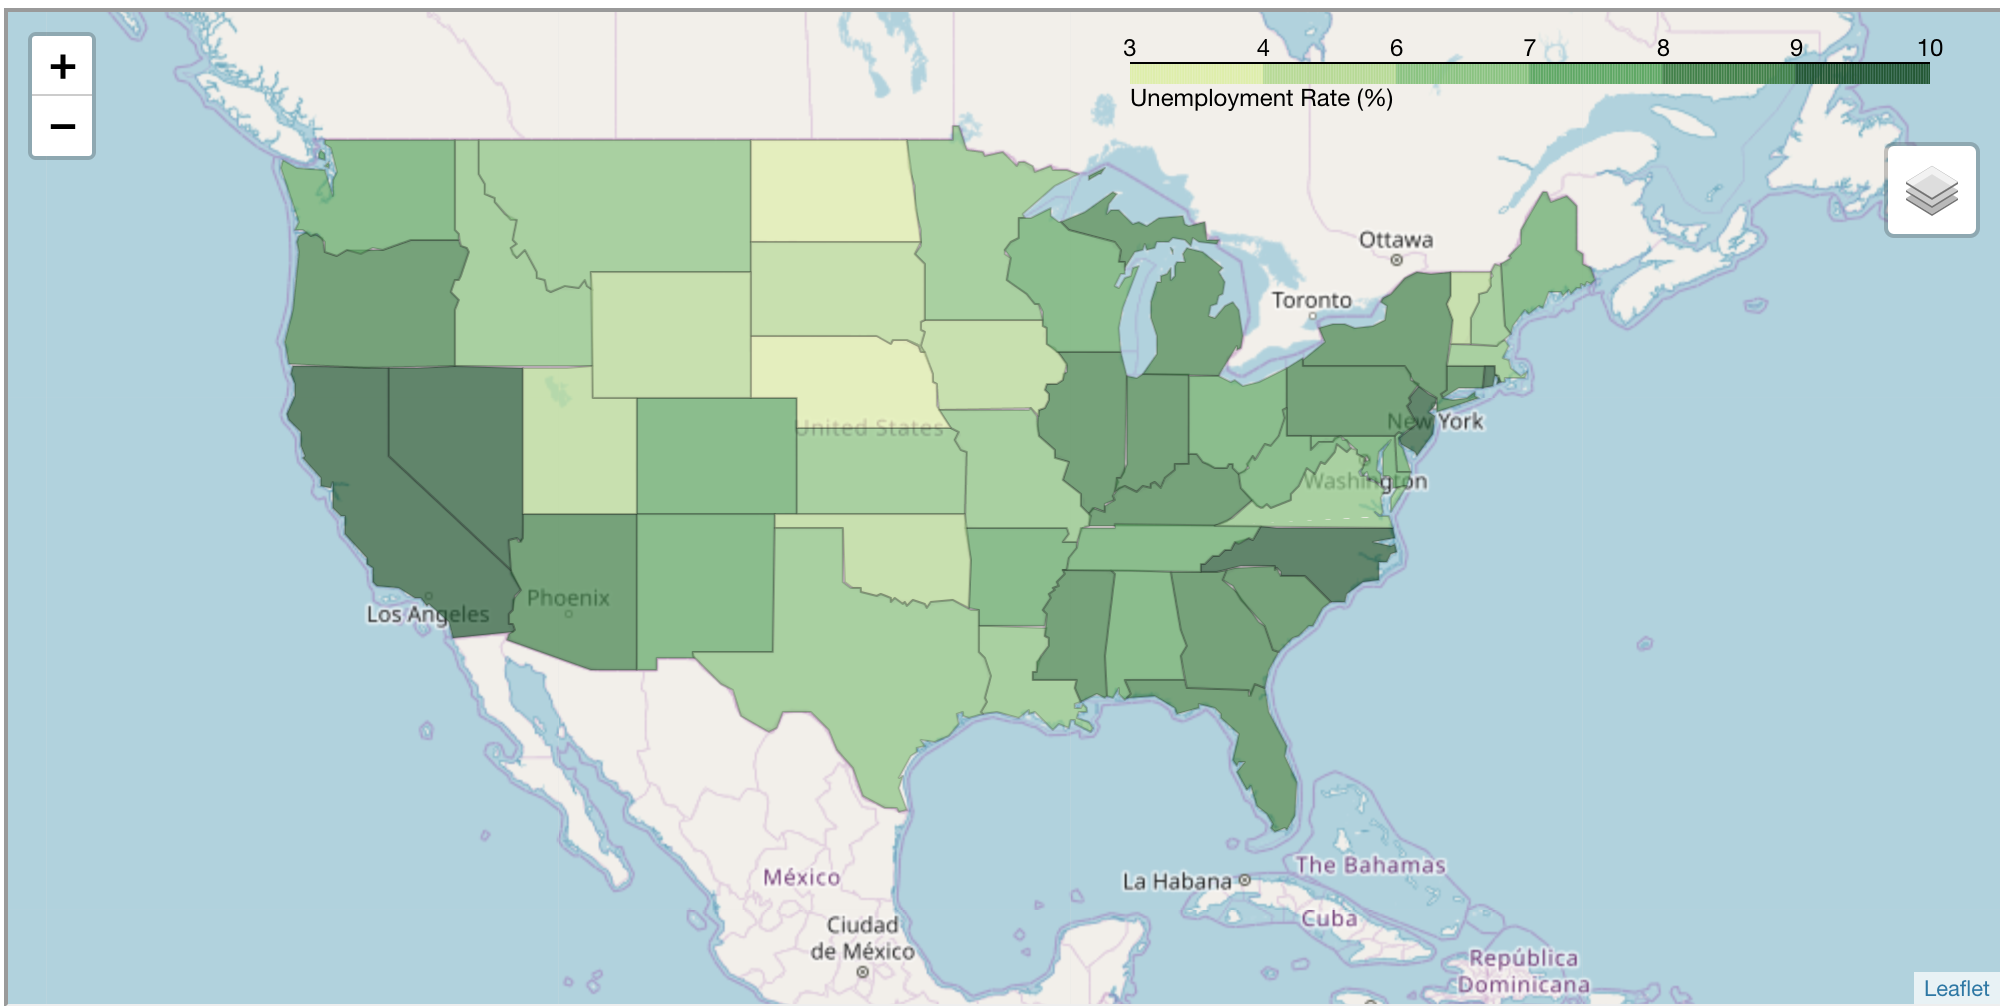 +
−
3 4 6 7 8 9 10
Unemployment Rate (%)
Ottawa
Toronto
United States
New York
Washington
Phoenix
Los Angeles
México
La Habana
The Bahamas
Cuba
Ciudad
de México
República
Dominicana
Leaflet